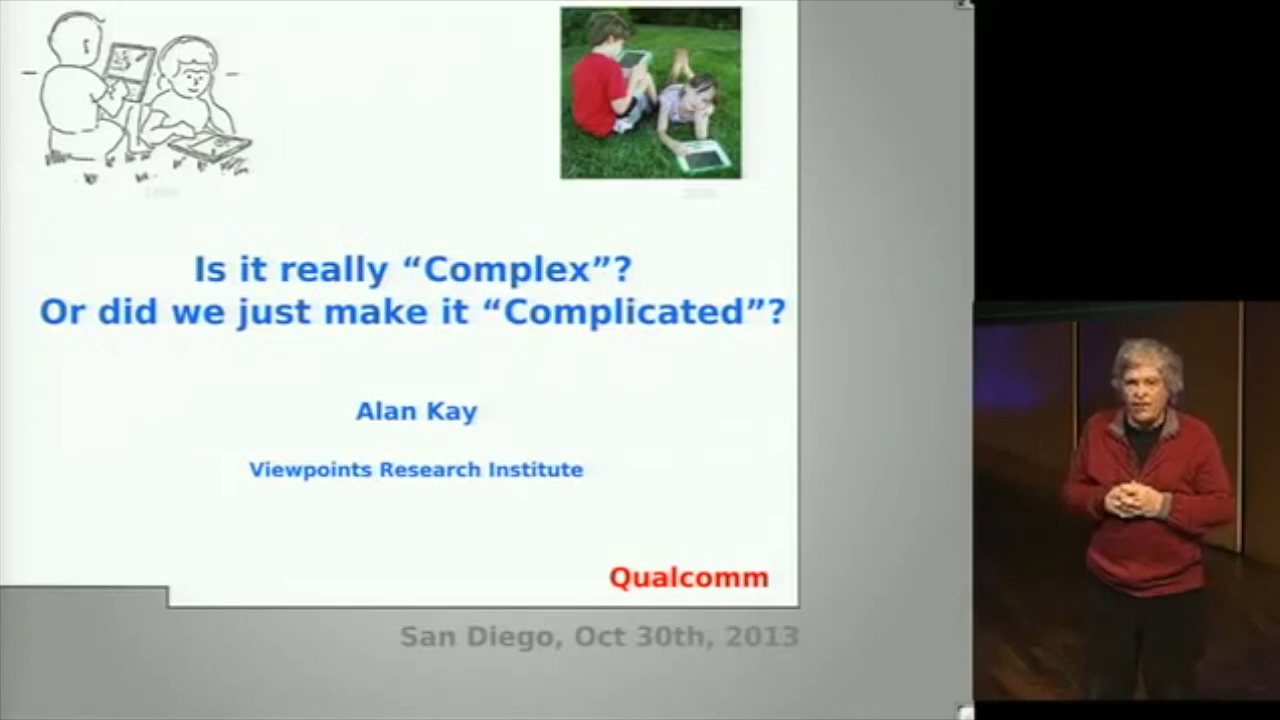 Is it really “Complex”?
Or did we just make it “Complicated”?
Alan Kay
Viewpoints Research Institute
Qualcomm
San Diego, Oct 30th, 2013